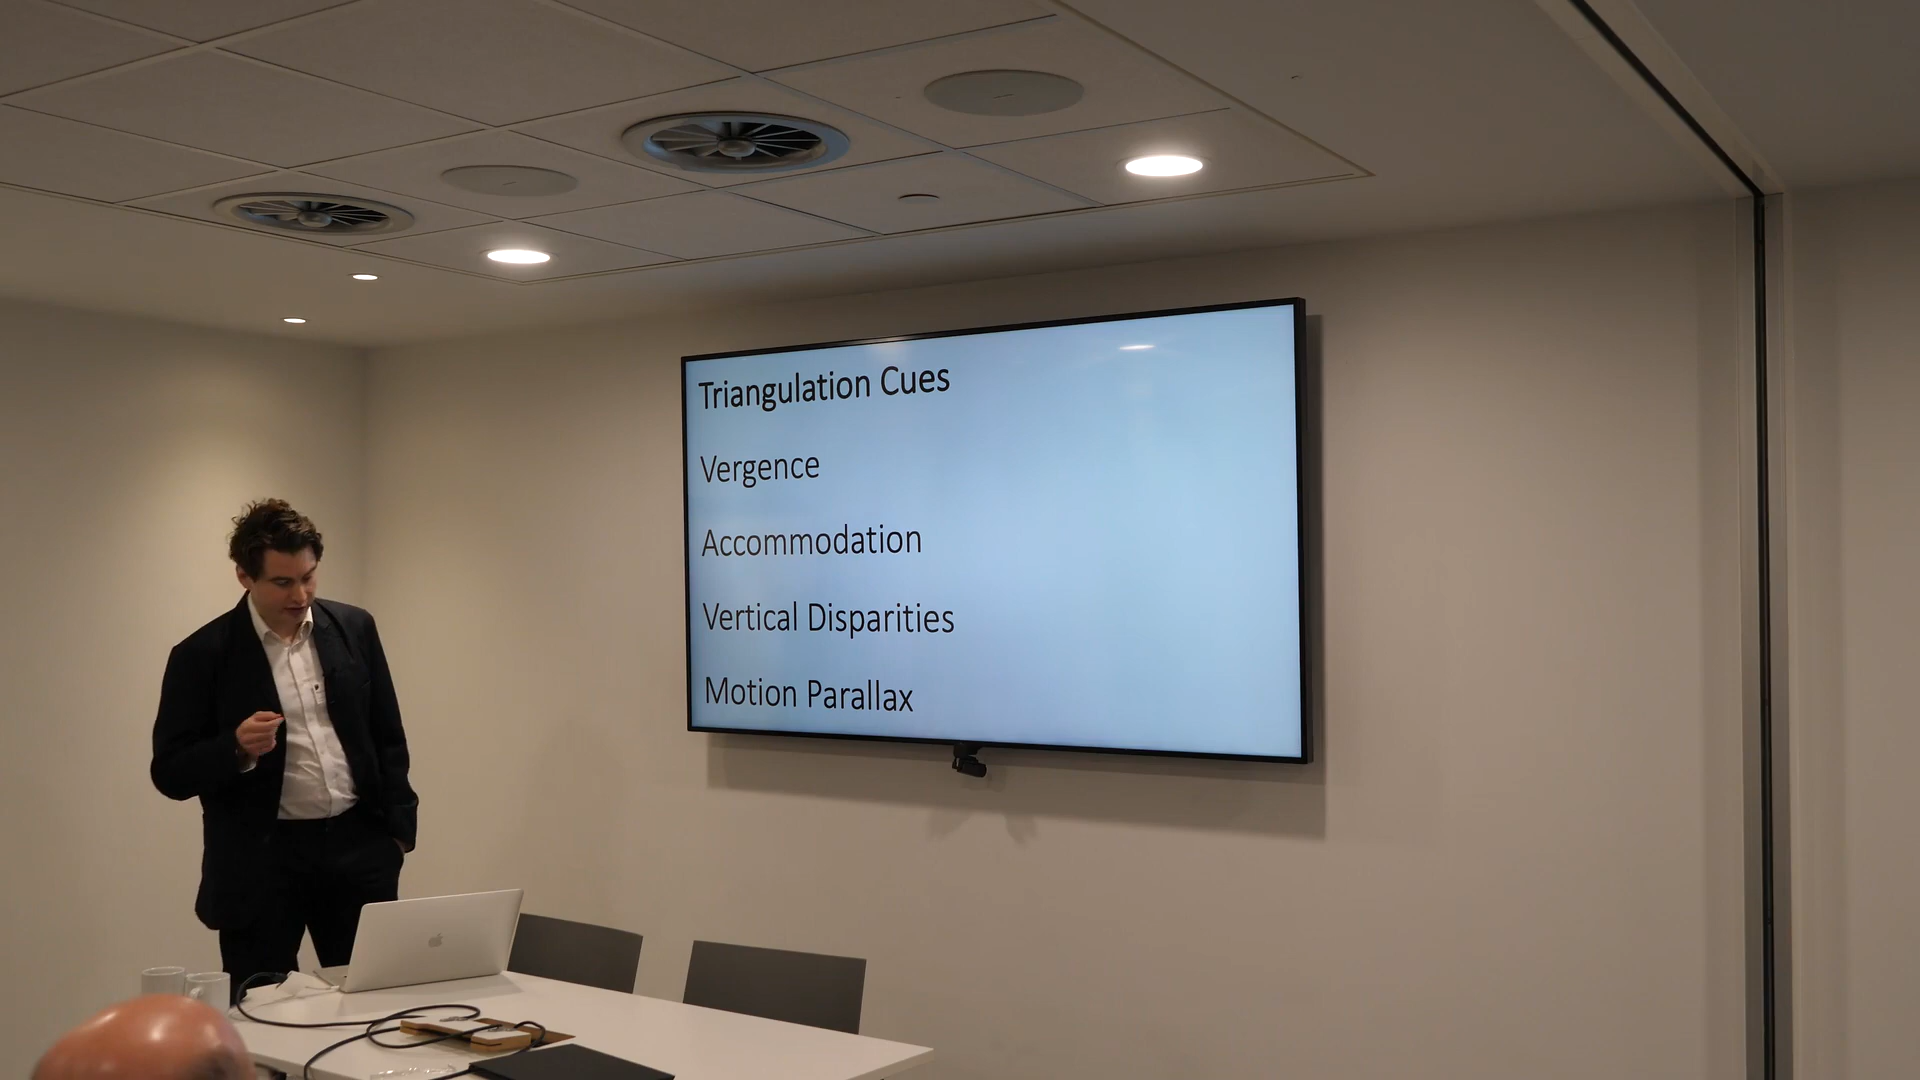 Triangulation Cues
Vergence
Accommodation
Vertical Disparities
Motion Parallax